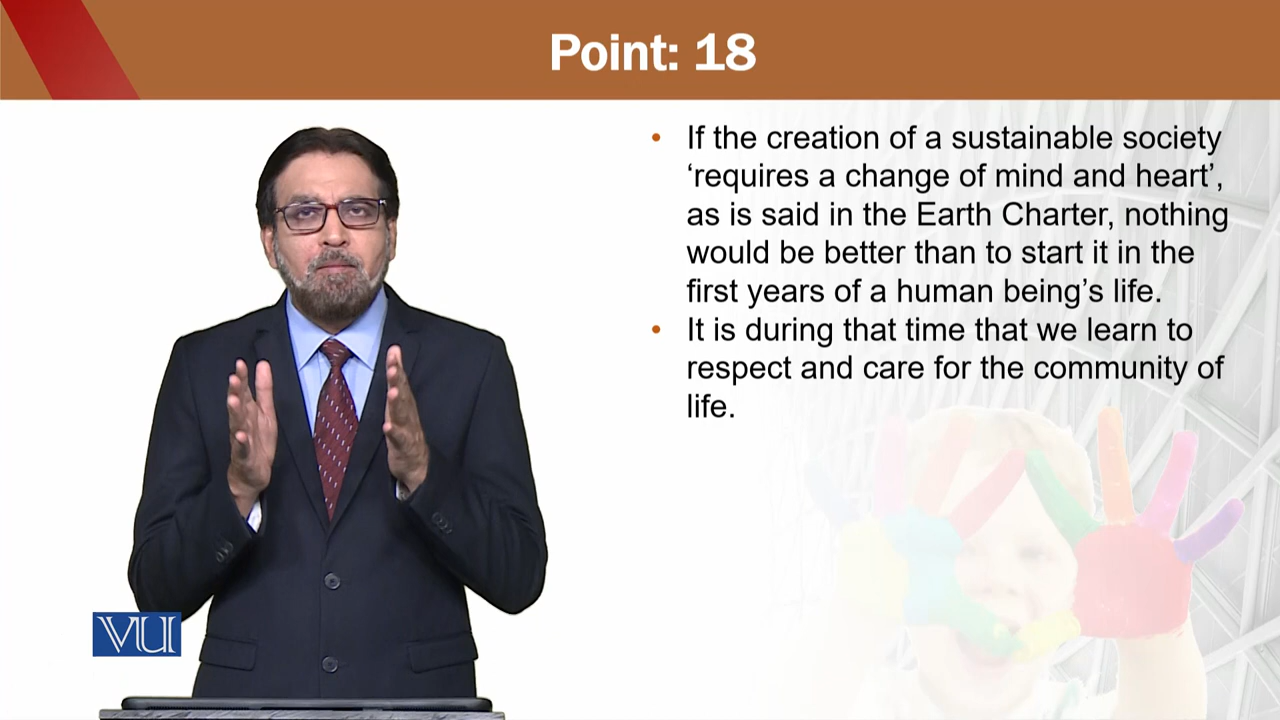 Point: 18
• If the creation of a sustainable society
‘requires a change of mind and heart’,
as is said in the Earth Charter, nothing
would be better than to start it in the
first years of a human being’s life.
• It is during that time that we learn to
respect and care for the community of
life.
VU